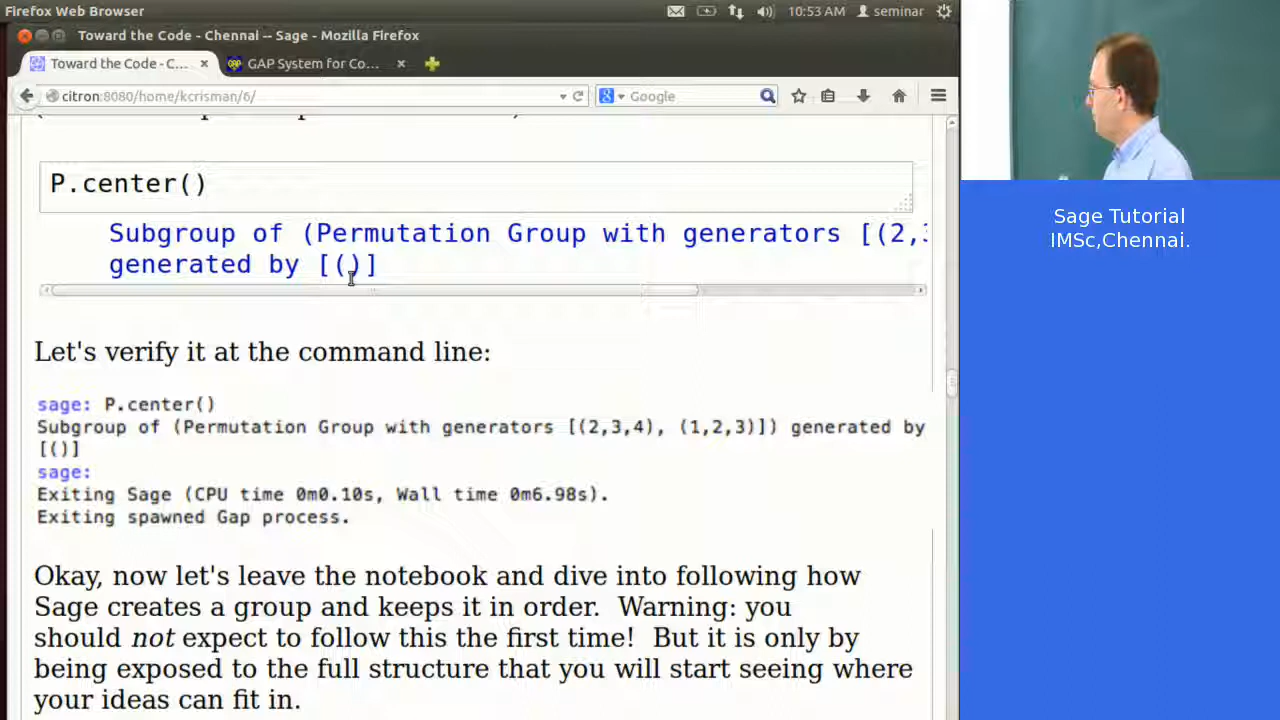 Firefox Web Browser
10:53 AM
seminar
Toward the Code - Chennai -- Sage - Mozilla Firefox
Toward the Code - C...
GAP System for Co...
citron:8080/home/kcrisman/6/
Google
P.center()
Subgroup of (Permutation Group with generators [(2,3
generated by [()]
Let's verify it at the command line:
sage: P.center()
Subgroup of (Permutation Group with generators [(2,3,4), (1,2,3)]) generated by
[()]
sage:
Exiting Sage (CPU time 0m0.10s, Wall time 0m6.98s).
Exiting spawned Gap process.
Okay, now let's leave the notebook and dive into following how
Sage creates a group and keeps it in order.  Warning: you
should not expect to follow this the first time!  But it is only by
being exposed to the full structure that you will start seeing where
your ideas can fit in.
Sage Tutorial
IMSc,Chennai.